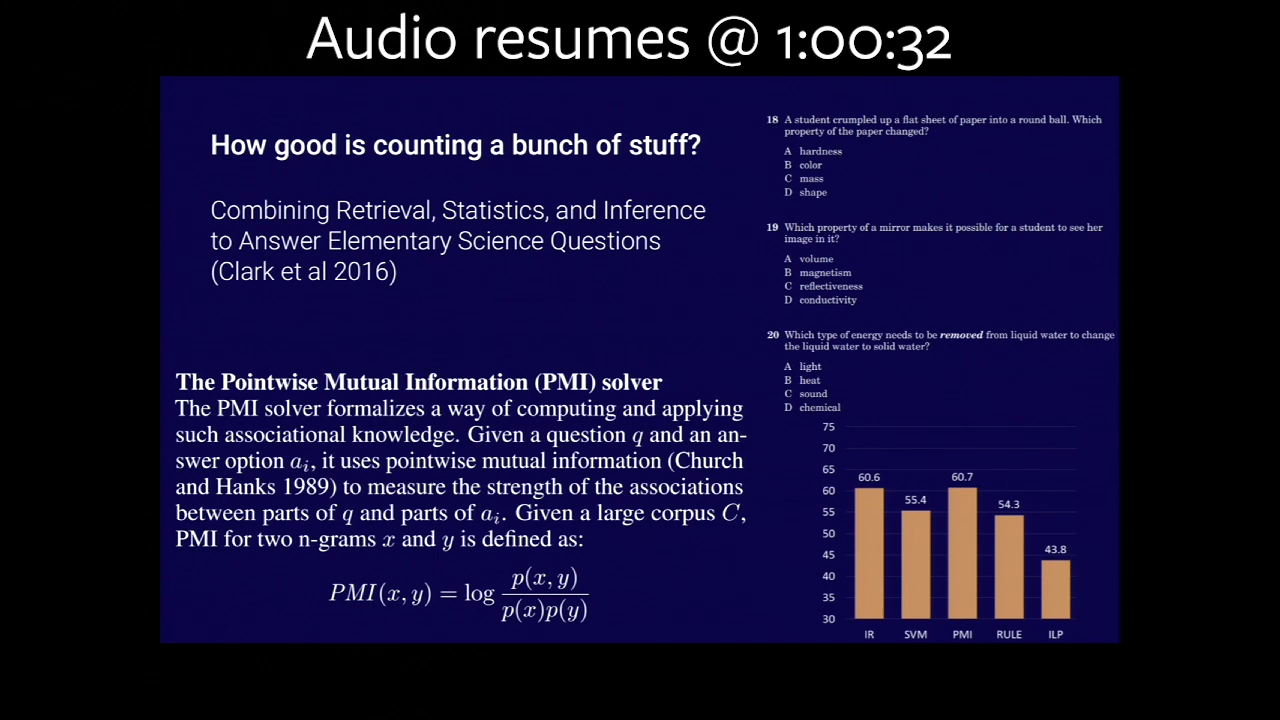 Audio resumes @ 1:00:32
How good is counting a bunch of stuff?
Combining Retrieval, Statistics, and Inference
to Answer Elementary Science Questions
(Clark et al 2016)
The Pointwise Mutual Information (PMI) solver
The PMI solver formalizes a way of computing and applying
such associational knowledge. Given a question q and an an-
swer option aᵢ, it uses pointwise mutual information (Church
and Hanks 1989) to measure the strength of the associations
between parts of q and parts of aᵢ. Given a large corpus C,
PMI for two n-grams x and y is defined as:
PMI(x, y) = log p(x, y) / p(x)p(y)
18 A student crumpled up a flat sheet of paper into a round ball. Which
property of the paper changed?
A hardness
B color
C mass
D shape
19 Which property of a mirror makes it possible for a student to see her
image in it?
A volume
B magnetism
C reflectiveness
D conductivity
20 Which type of energy needs to be removed from liquid water to change
the liquid water to solid water?
A light
B heat
C sound
D chemical
75
70
65
60
55
50
45
40
35
30
60.6
55.4
60.7
54.3
43.8
IR SVM PMI RULE ILP